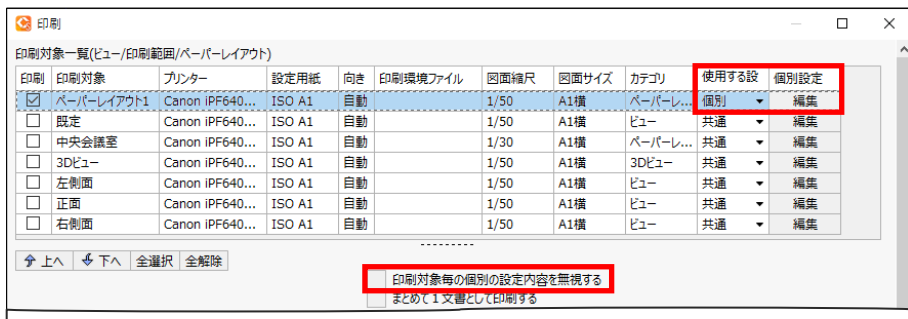 印刷
印刷対象一覧(ビュー/印刷範囲/ペーパーレイアウト)
印刷 印刷対象 プリンター 設定用紙 向き 印刷環境ファイル 図面縮尺 図面サイズ カテゴリ 使用する設 個別設定
ペーパーレイアウト1 Canon iPF640... ISO A1 自動 1/50 A1横 ペーパーレ... 個別 編集
既定 Canon iPF640... ISO A1 自動 1/50 A1横 ビュー 共通 編集
中央会議室 Canon iPF640... ISO A1 自動 1/30 A1横 ペーパーレ... 共通 編集
3Dビュー Canon iPF640... ISO A1 自動 1/50 A1横 3Dビュー 共通 編集
左側面 Canon iPF640... ISO A1 自動 1/50 A1横 ビュー 共通 編集
正面 Canon iPF640... ISO A1 自動 1/50 A1横 ビュー 共通 編集
右側面 Canon iPF640... ISO A1 自動 1/50 A1横 ビュー 共通 編集
上へ 下へ 全選択 全解除
印刷対象毎の個別の設定内容を無視する
まとめて1文書として印刷する